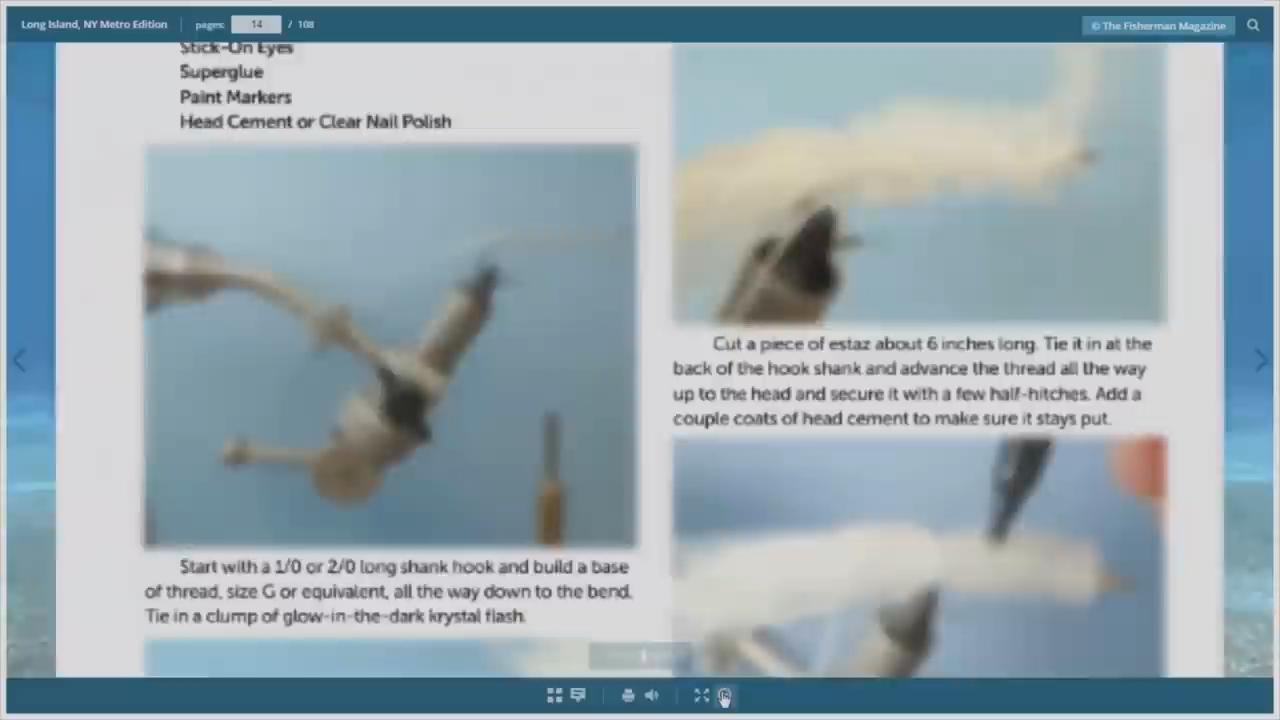 Long Island, NY Metro Edition
pages:
14
/ 108
© The Fisherman Magazine
Stick-On Eyes
Superglue
Paint Markers
Head Cement or Clear Nail Polish
Start with a 1/0 or 2/0 long shank hook and build a base
of thread, size G or equivalent, all the way down to the bend.
Tie in a clump of glow-in-the-dark krystal flash.
Cut a piece of estaz about 6 inches long. Tie it in at the
back of the hook shank and advance the thread all the way
up to the head and secure it with a few half-hitches. Add a
couple coats of head cement to make sure it stays put.